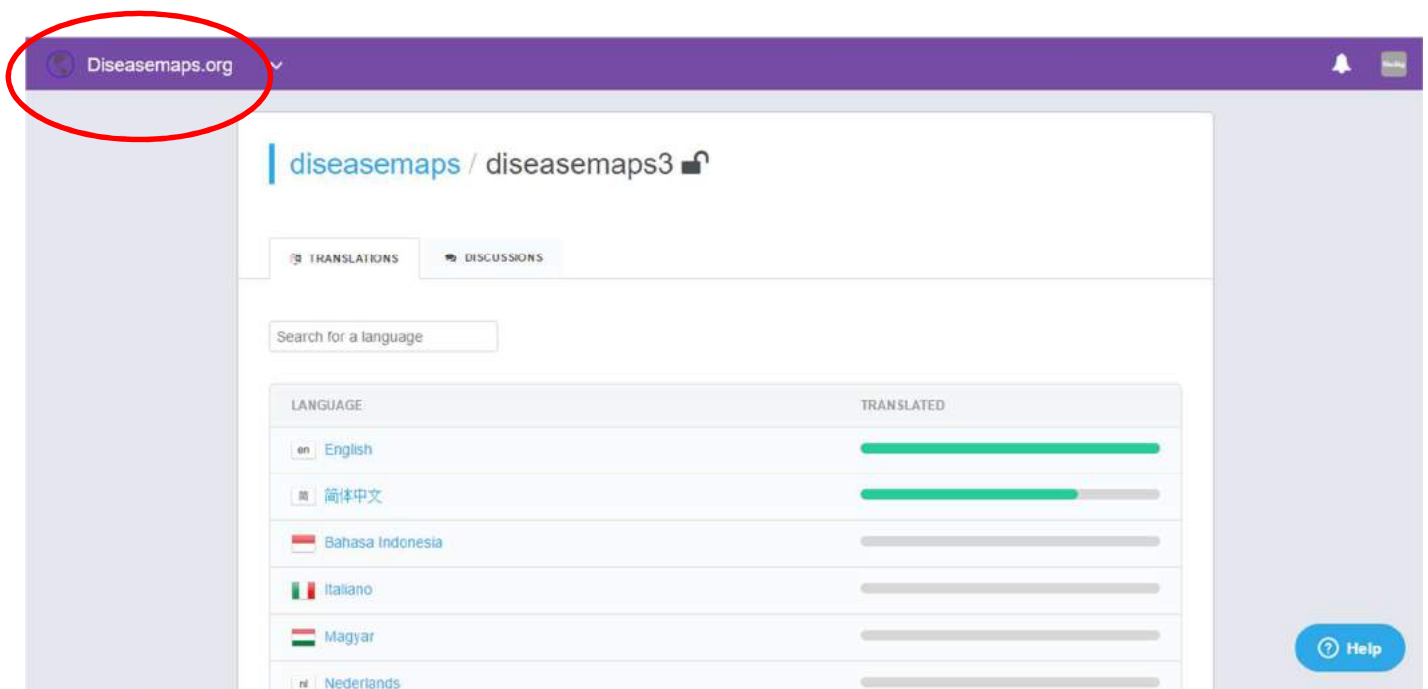 Diseasemaps.org
diseasemaps / diseasemaps3
TRANSLATIONS DISCUSSIONS
Search for a language
LANGUAGE TRANSLATED
en English
简 简体中文
Bahasa Indonesia
Italiano
Magyar
nl Nederlands
Help